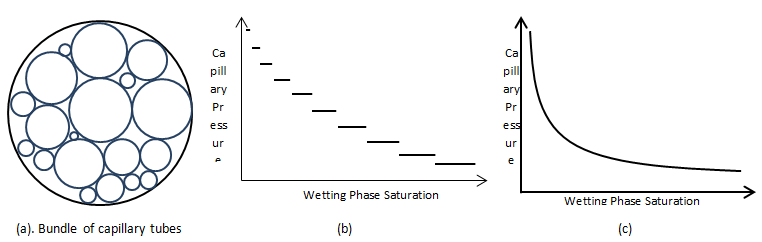 Ca
pill
ary
Pr
ess
ur
e
Wetting Phase Saturation
Ca
pill
ary
Pr
ess
ur
e
Wetting Phase Saturation
(a). Bundle of capillary tubes
(b)
(c)